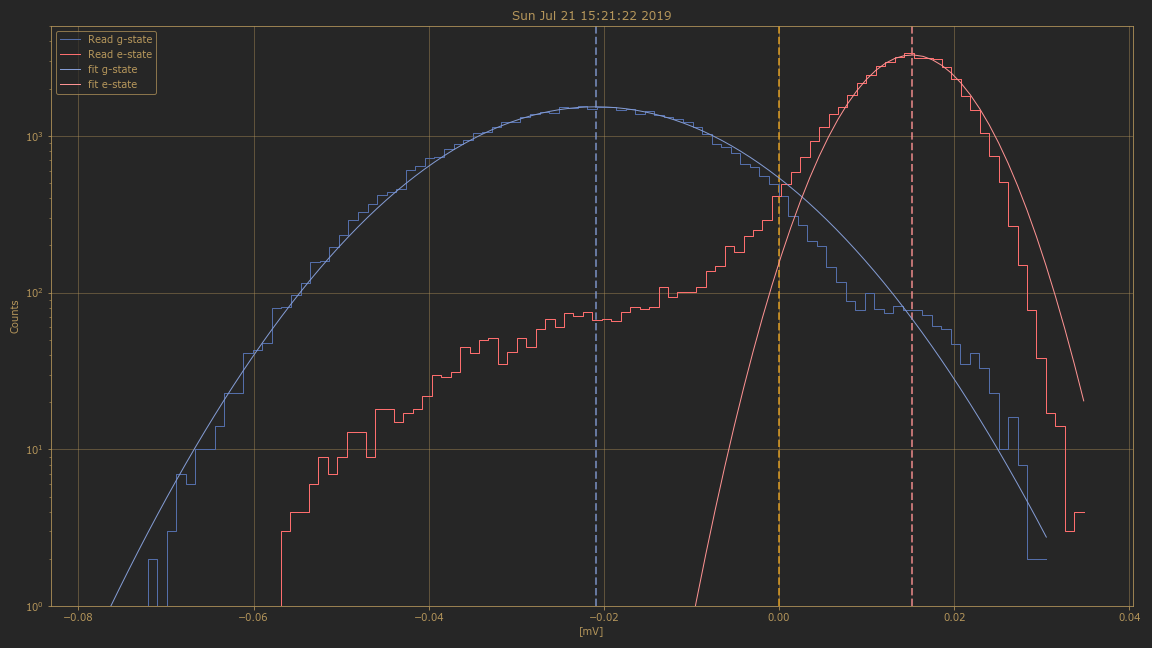 Sun Jul 21 15:21:22 2019
Read g-state
Read e-state
fit g-state
fit e-state
10³
10²
10¹
10⁰
Counts
−0.08 −0.06 −0.04 −0.02 0.00 0.02 0.04
[mV]